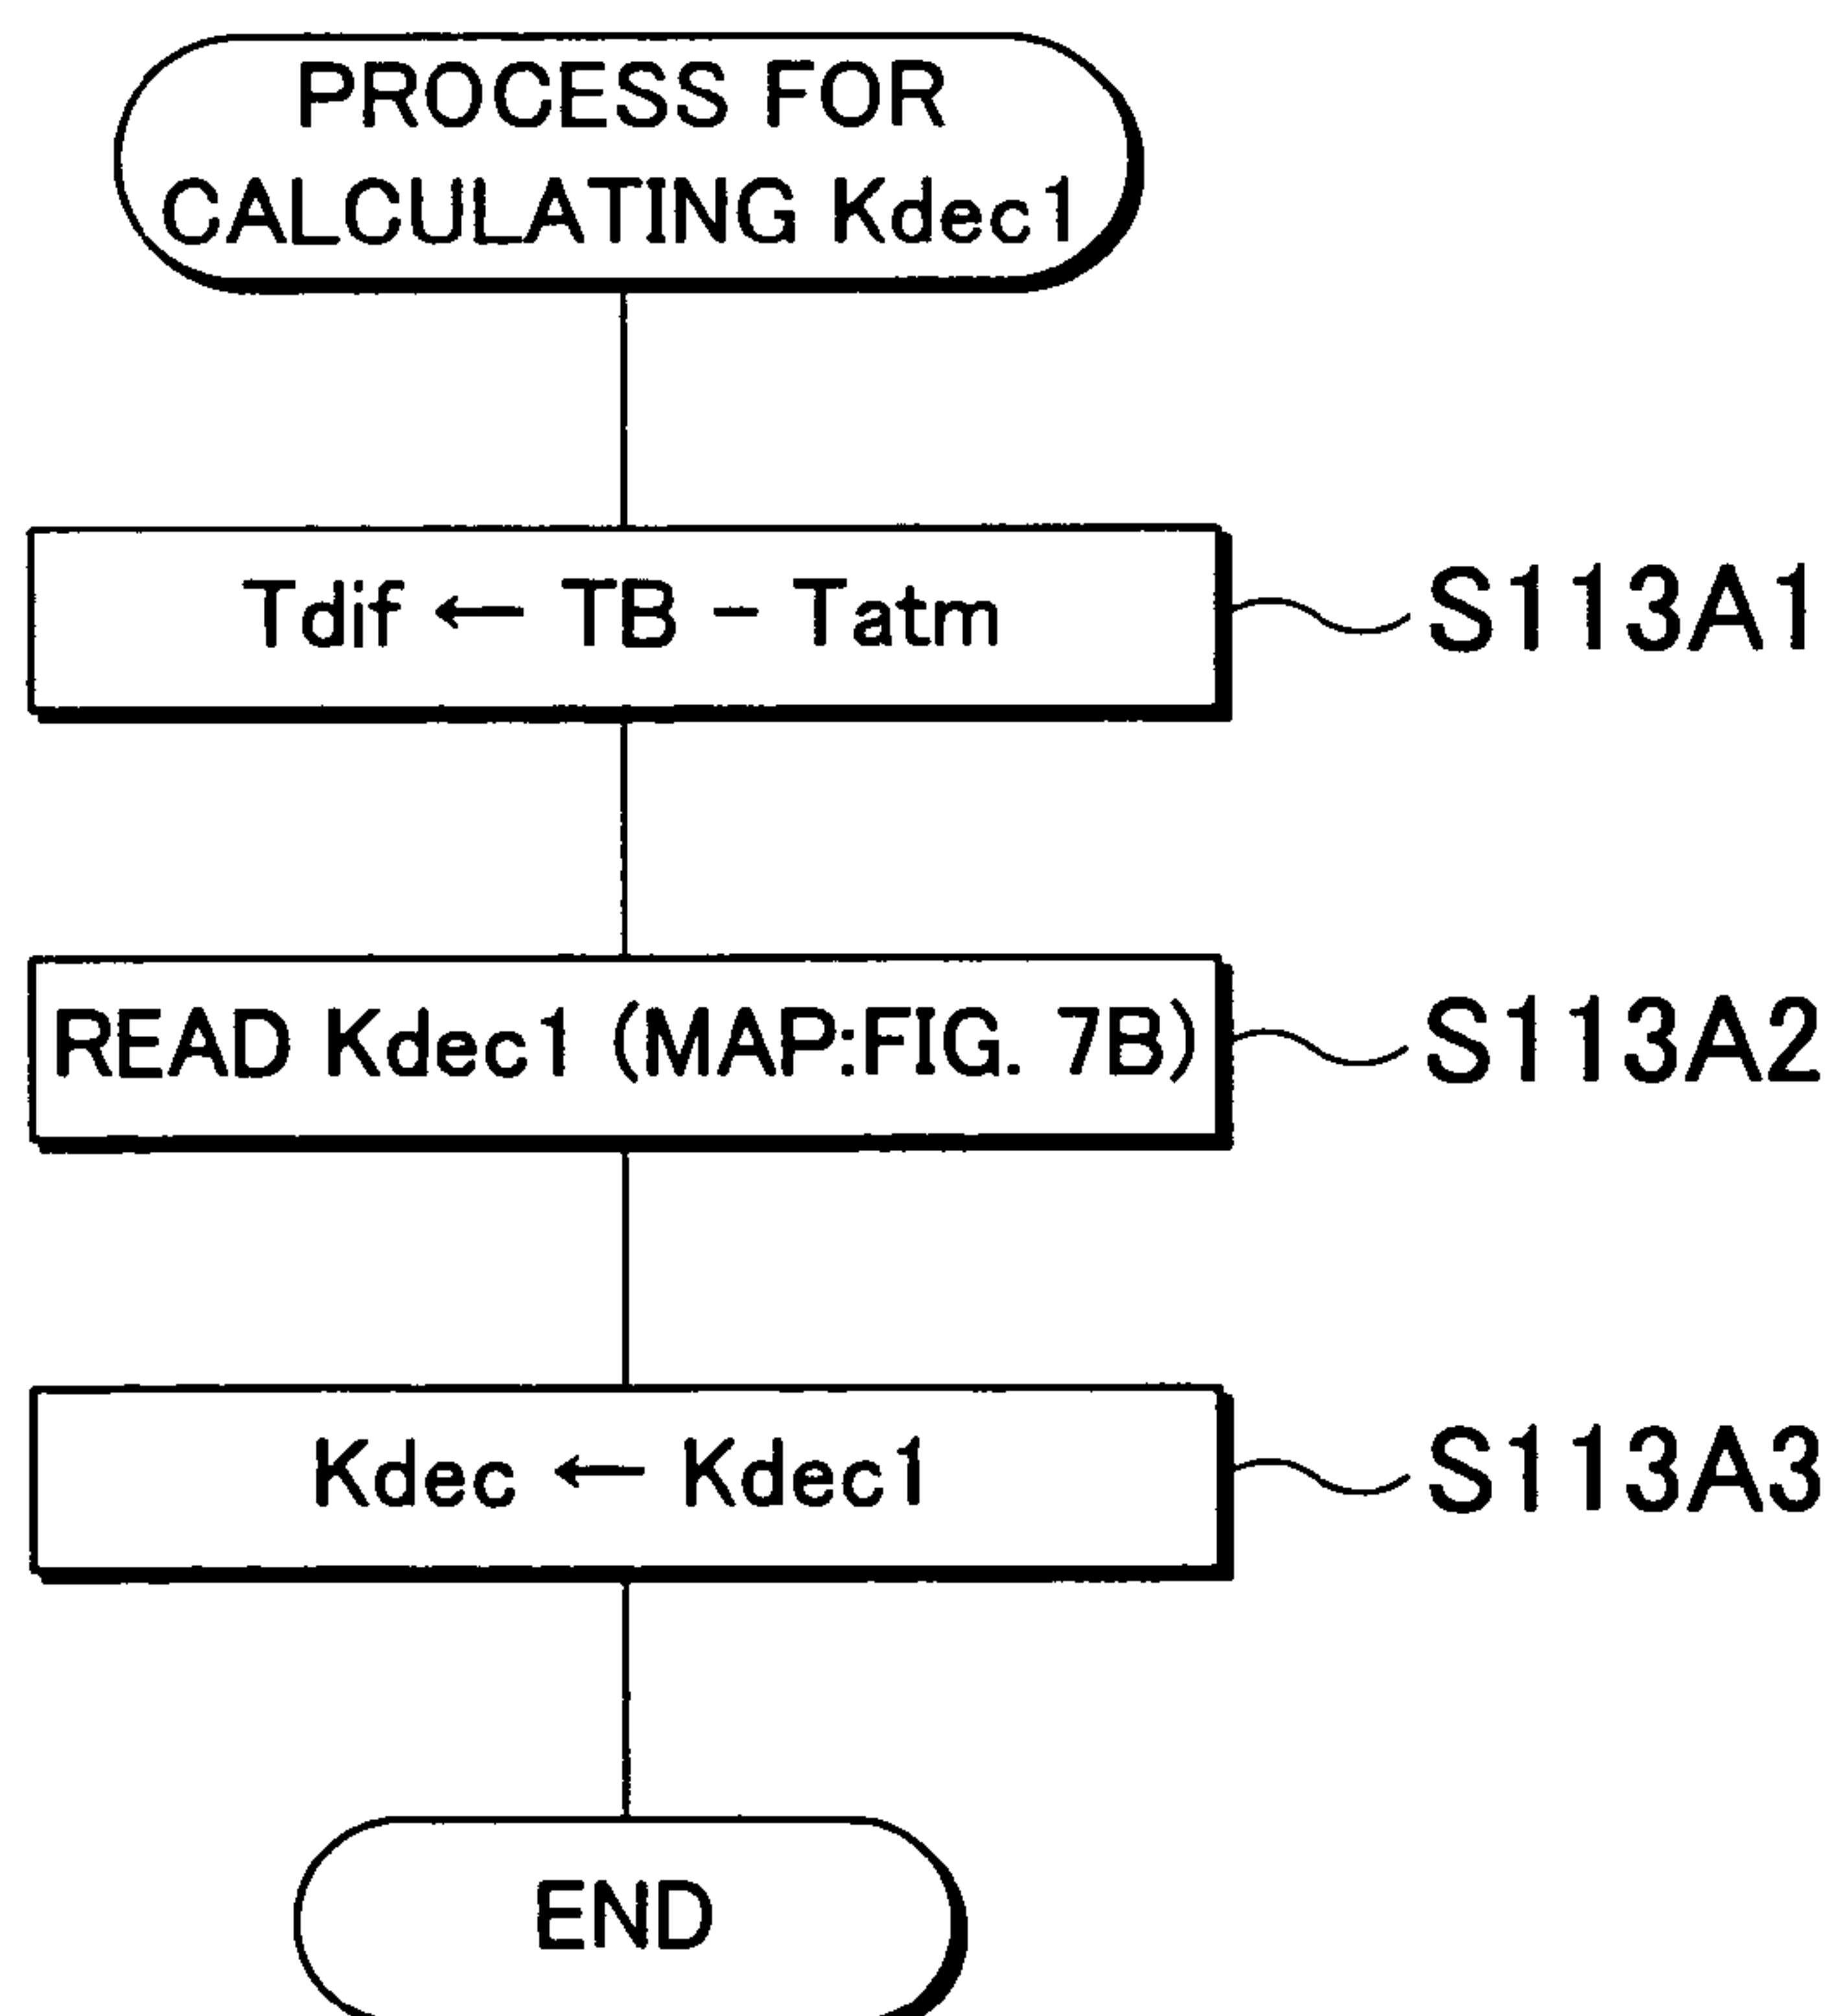 PROCESS FOR
CALCULATING Kdec1
Tdif ← TB − Tatm
S113A1
READ Kdec1 (MAP:FIG. 7B)
S113A2
Kdec ← Kdec1
S113A3
END